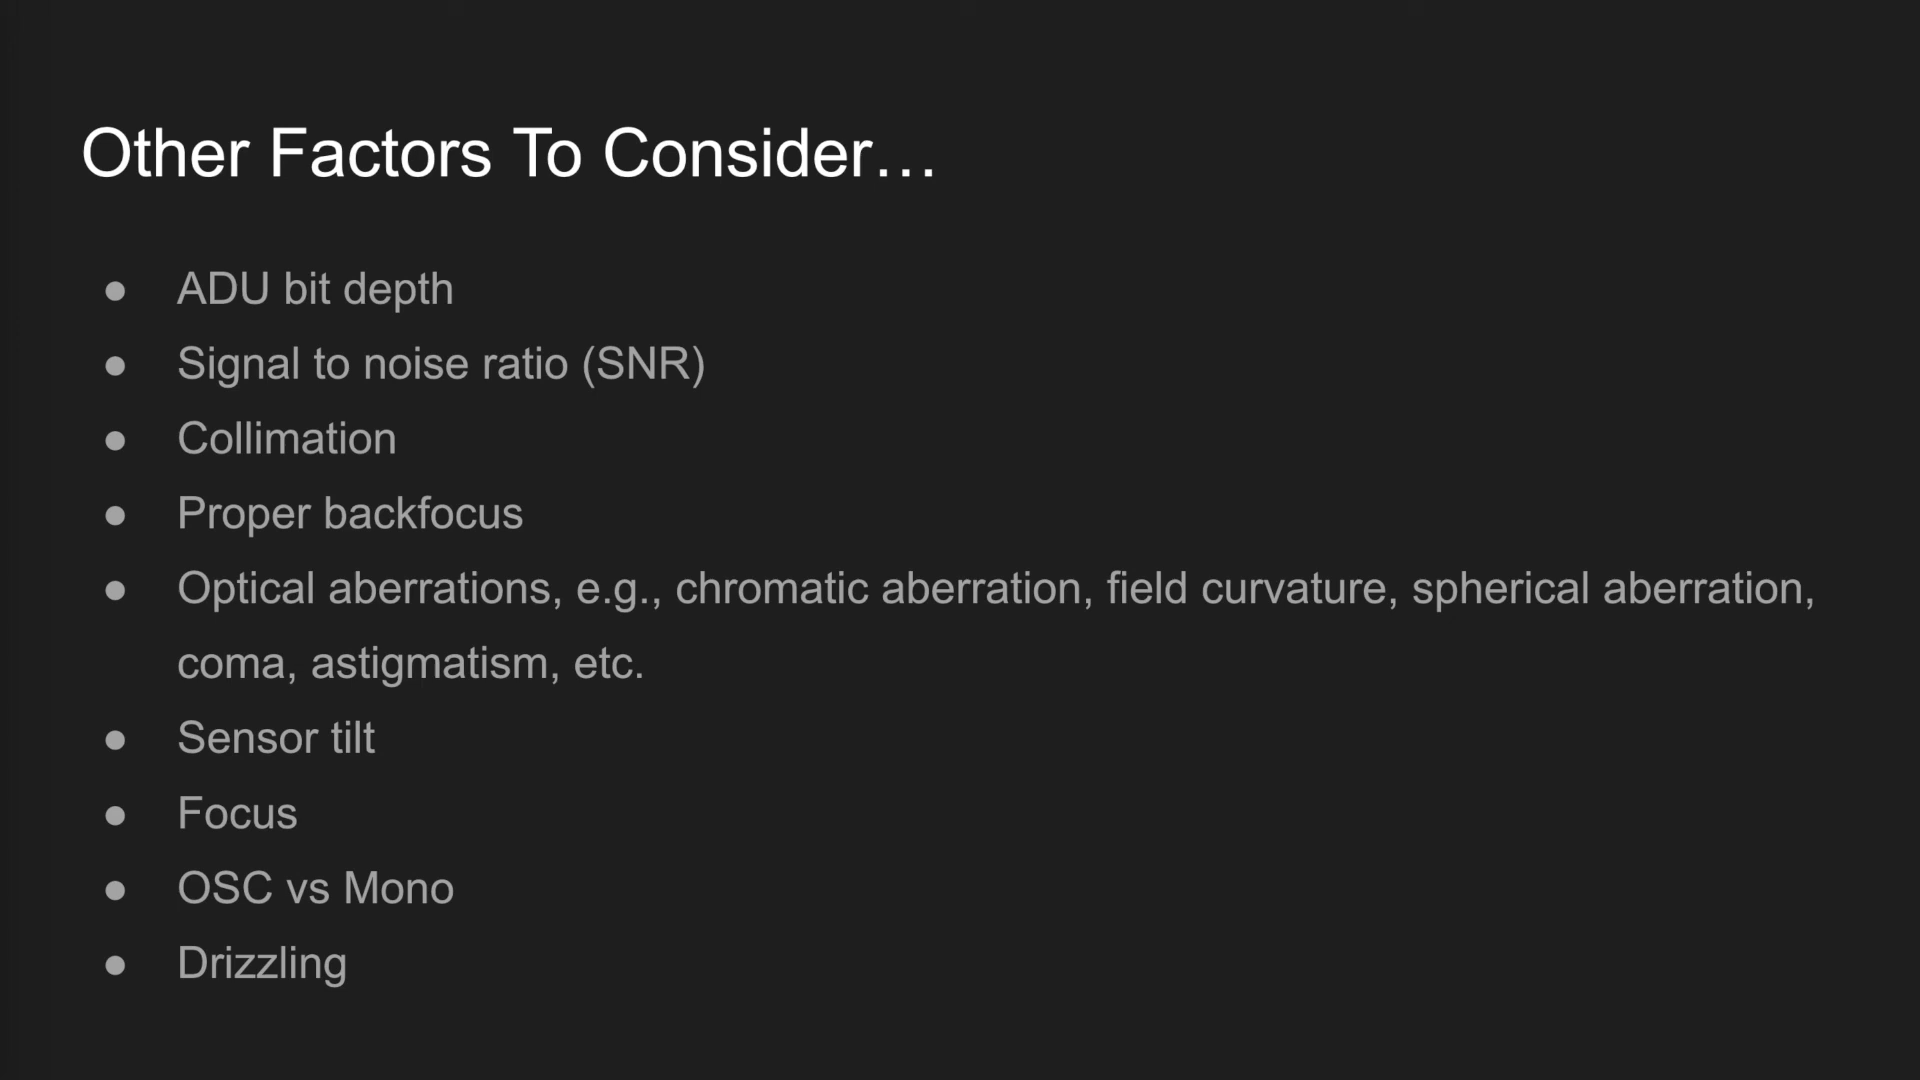 Other Factors To Consider…
● ADU bit depth
● Signal to noise ratio (SNR)
● Collimation
● Proper backfocus
● Optical aberrations, e.g., chromatic aberration, field curvature, spherical aberration,
coma, astigmatism, etc.
● Sensor tilt
● Focus
● OSC vs Mono
● Drizzling